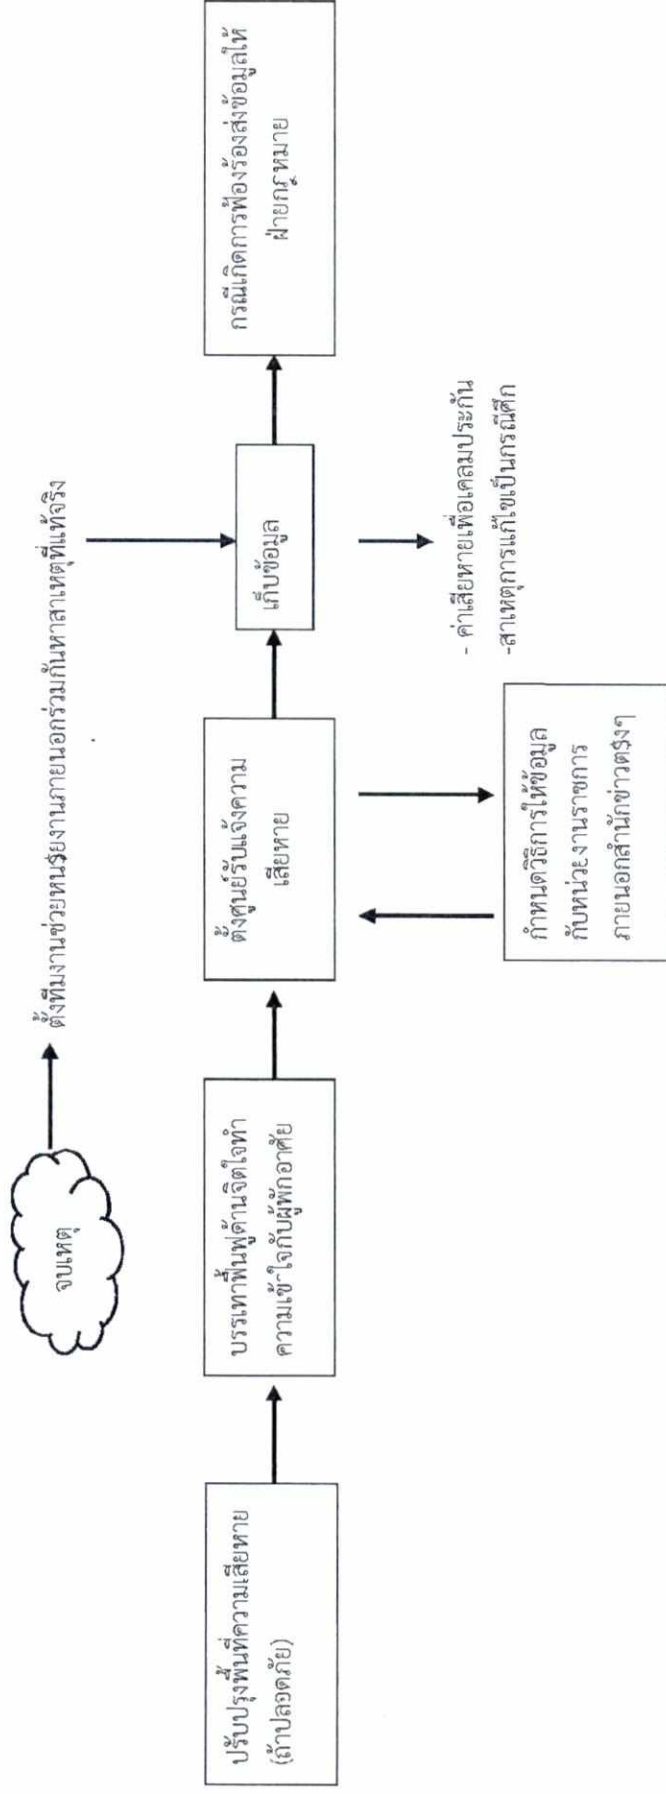 จบเหตุ
ตั้งทีมงานช่วยหน่วยงานภายนอกร่วมกันหาสาเหตุที่แท้จริง
ปรับปรุงพื้นที่ความเสียหาย
(ถ้าปลอดภัย)
บรรเทาฟื้นฟูด้านจิตใจทำ
ความเข้าใจกับผู้พักอาศัย
ตั้งศูนย์รับแจ้งความ
เสียหาย
เก็บข้อมูล
กรณีเกิดการฟ้องร้องส่งข้อมูลให้
ฝ่ายกฎหมาย
กำหนดวิธีการให้ข้อมูล
กับหน่วยงานราชการ
ภายนอกสำนักข่าวต่างๆ
- ค่าเสียหายเพื่อเคลมประกัน
-สาเหตุการแก้ไขเป็นกรณีศึก